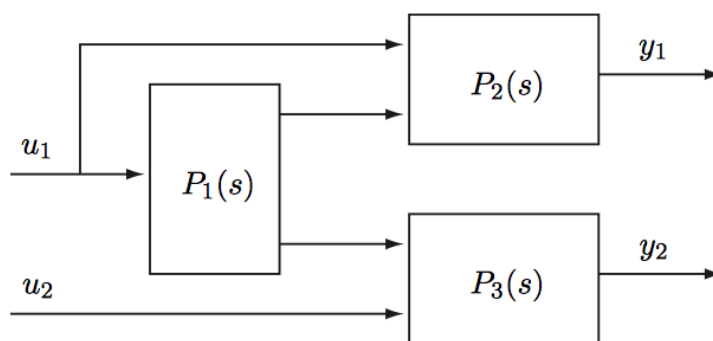 y₁
P₂(s)
u₁
P₁(s)
y₂
u₂
P₃(s)